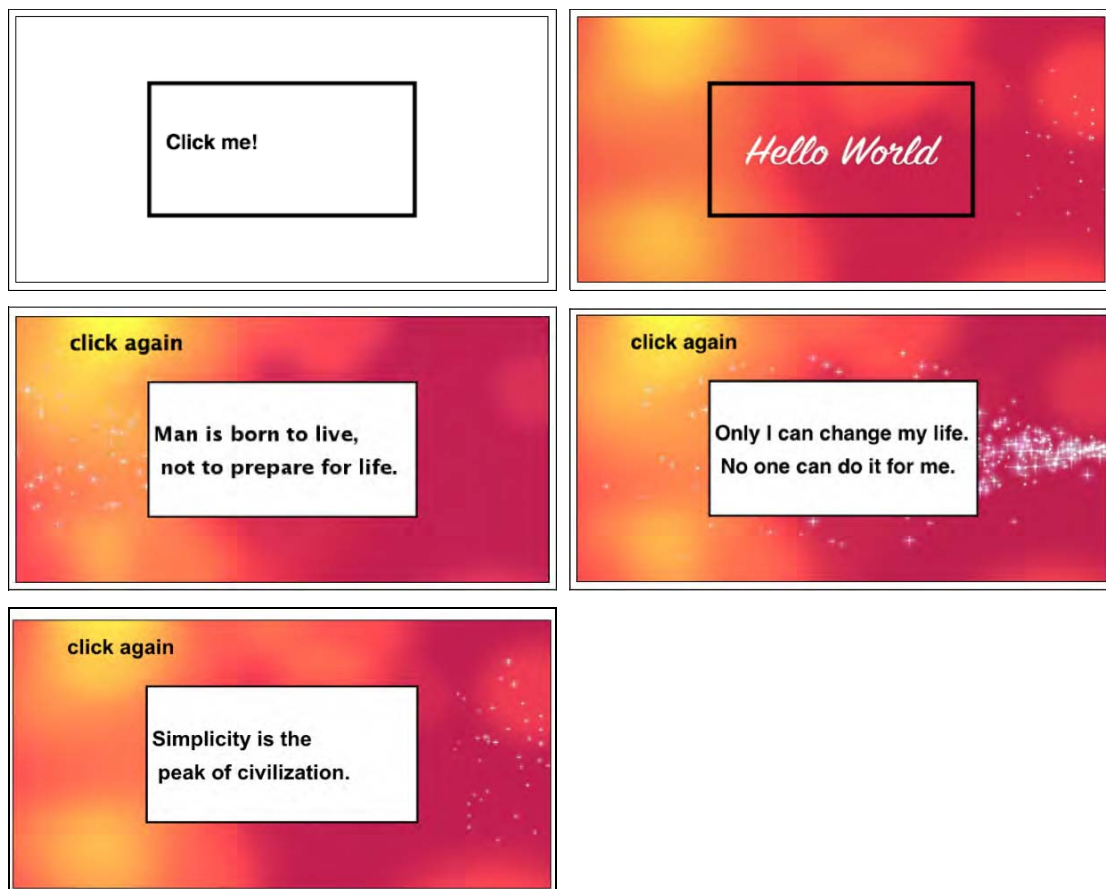 Click me!
Hello World
click again
Man is born to live,
not to prepare for life.
click again
Only I can change my life.
No one can do it for me.
click again
Simplicity is the
peak of civilization.